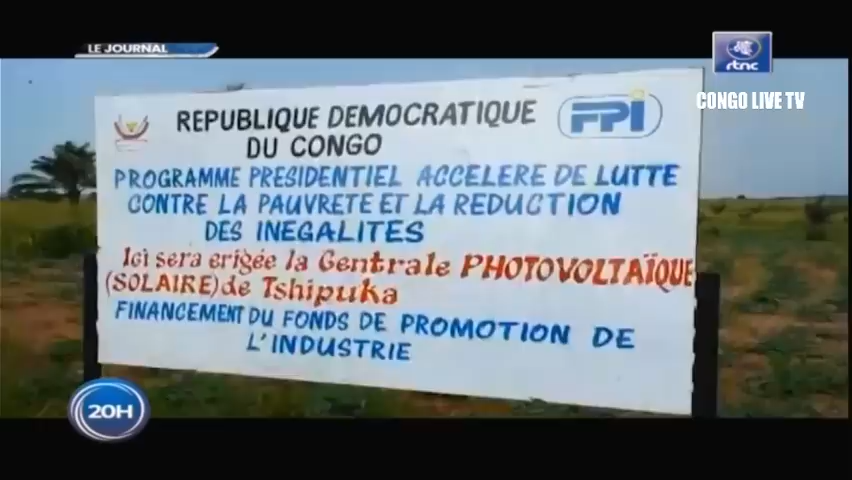 LE JOURNAL
rtnc
CONGO LIVE TV
REPUBLIQUE DEMOCRATIQUE
DU CONGO
FPI
PROGRAMME PRESIDENTIEL ACCELERE DE LUTTE
CONTRE LA PAUVRETE ET LA REDUCTION
DES INEGALITES
Ici sera erigée la Centrale PHOTOVOLTAÏQUE
(SOLAIRE) de Tshipuka
FINANCEMENT DU FONDS DE PROMOTION DE
L'INDUSTRIE
20H